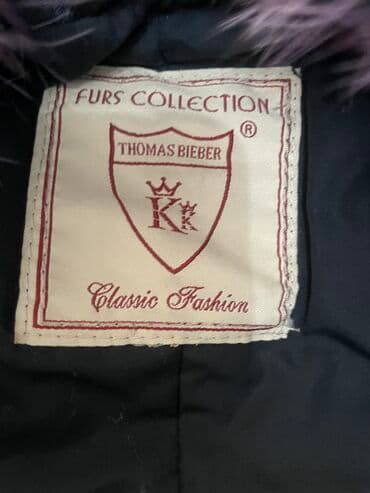 FURS COLLECTION
®
THOMAS BIEBER
K K
Classic Fashion